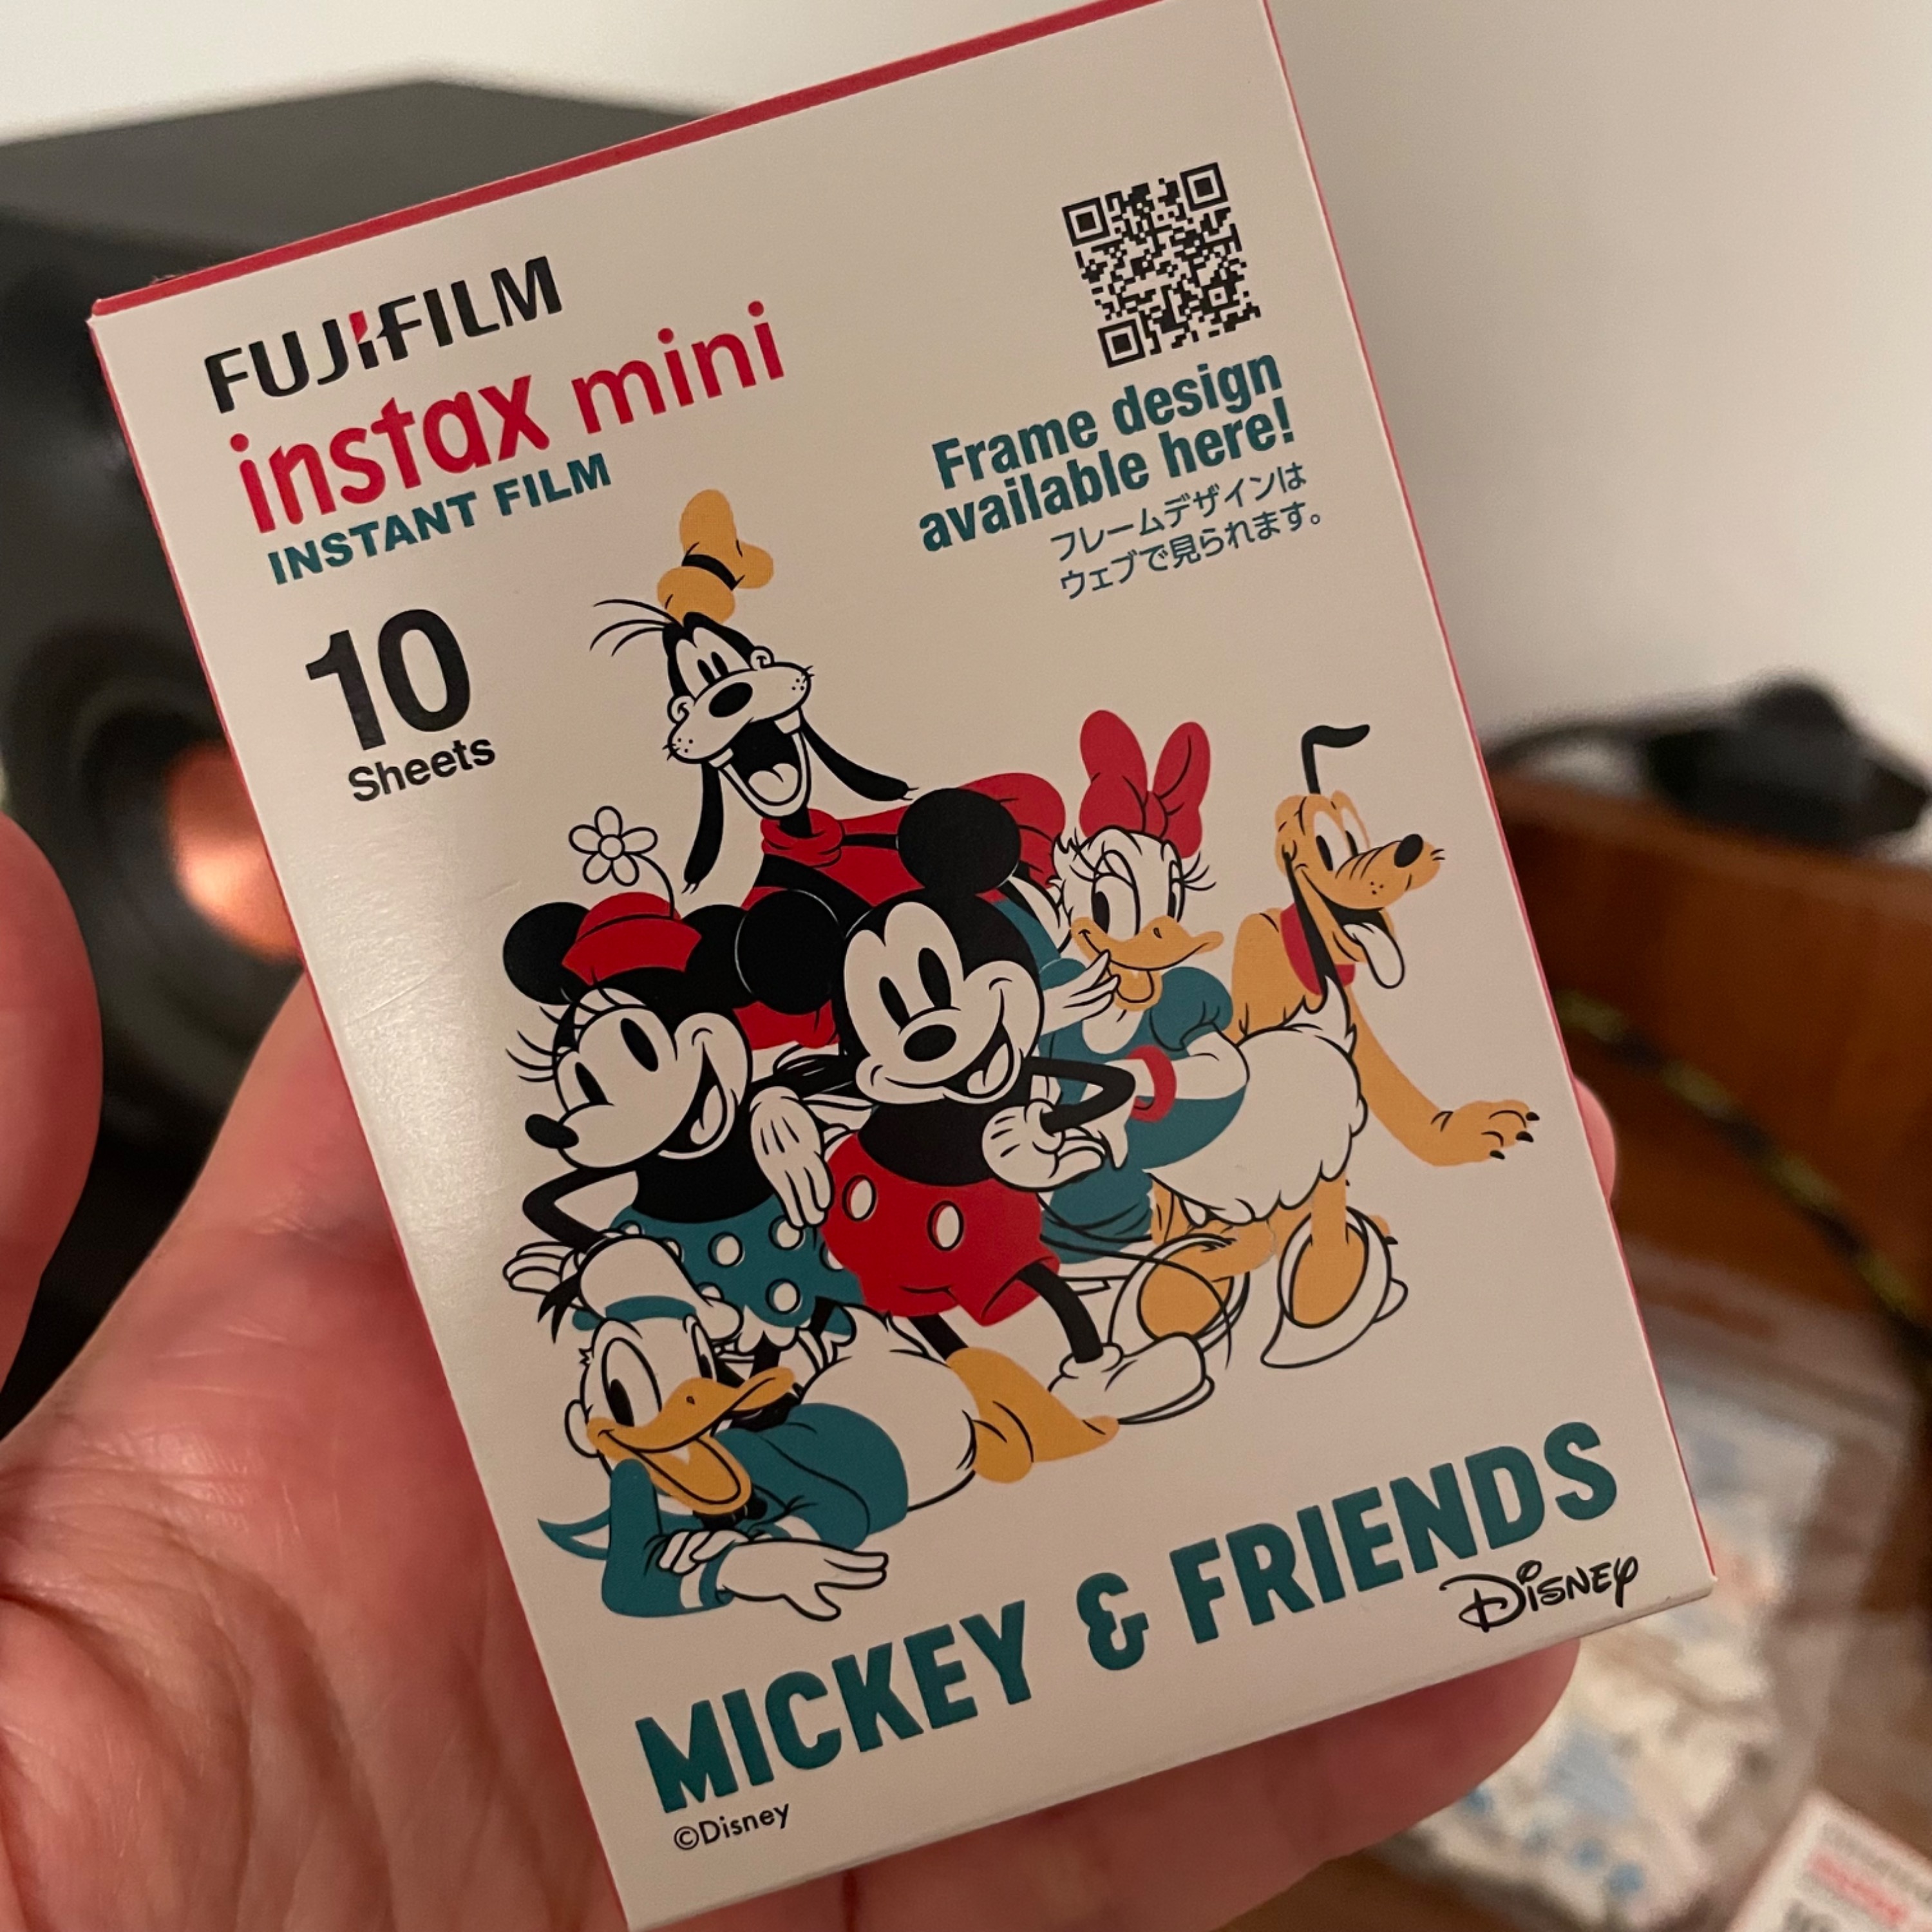 FUJIFILM
instax mini
INSTANT FILM
10
Sheets
Frame design
available here!
フレームデザインは
ウェブで見られます。
MICKEY & FRIENDS
Disney
©Disney